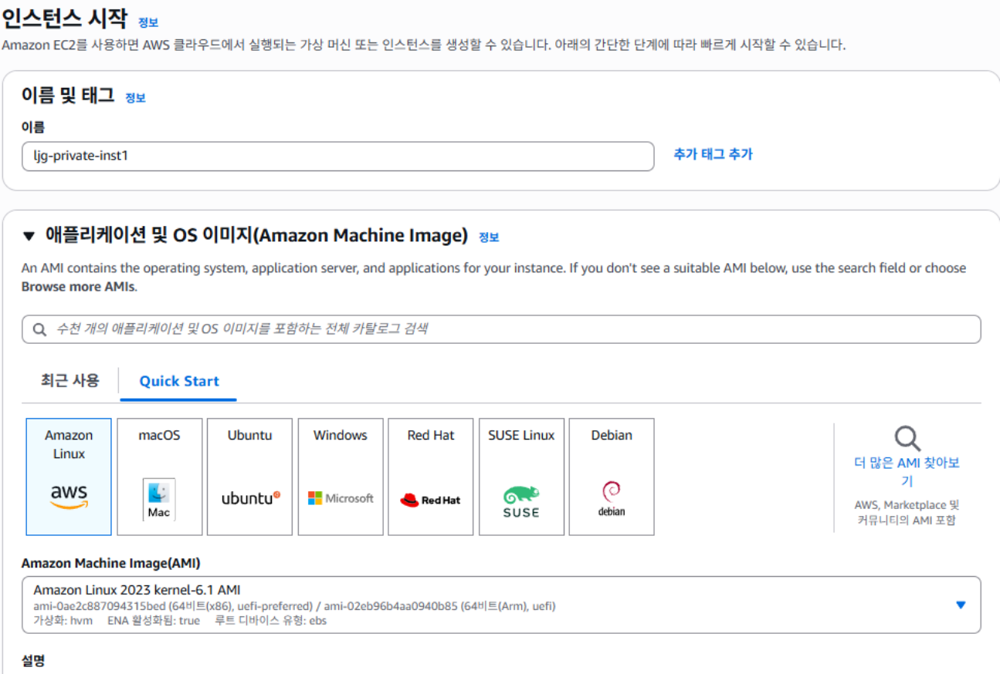 인스턴스 시작 정보
Amazon EC2를 사용하면 AWS 클라우드에서 실행되는 가상 머신 또는 인스턴스를 생성할 수 있습니다. 아래의 간단한 단계에 따라 빠르게 시작할 수 있습니다.
이름 및 태그 정보
이름
ljg-private-inst1
추가 태그 추가
애플리케이션 및 OS 이미지(Amazon Machine Image) 정보
An AMI contains the operating system, application server, and applications for your instance. If you don't see a suitable AMI below, use the search field or choose
Browse more AMIs.
수천 개의 애플리케이션 및 OS 이미지를 포함하는 전체 카탈로그 검색
최근 사용
Quick Start
Amazon
Linux
aws
macOS
Mac
Ubuntu
ubuntu
Windows
Microsoft
Red Hat
Red Hat
SUSE Linux
SUSE
Debian
debian
더 많은 AMI 찾아보
기
AWS, Marketplace 및
커뮤니티의 AMI 포함
Amazon Machine Image(AMI)
Amazon Linux 2023 kernel-6.1 AMI
ami-0ae2c887094315bed (64비트(x86), uefi-preferred) / ami-02eb96b4aa0940b85 (64비트(Arm), uefi)
가상화: hvm ENA 활성화됨: true 루트 디바이스 유형: ebs
설명